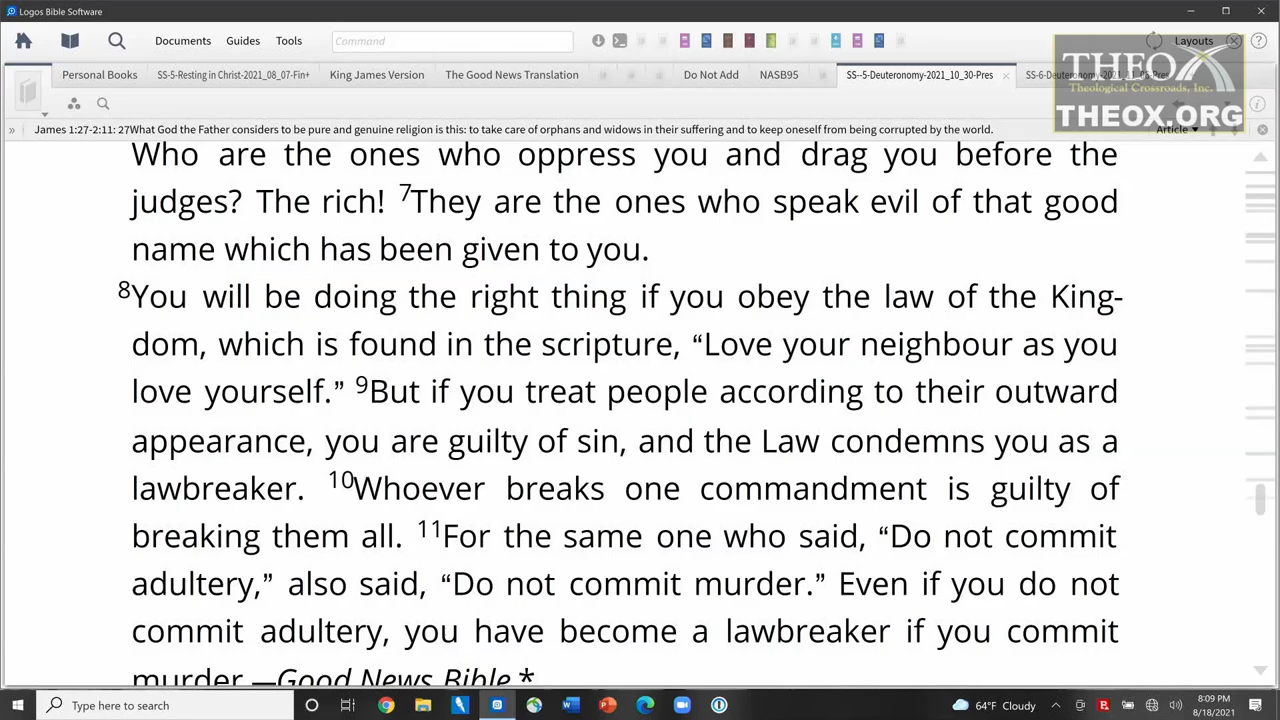 Logos Bible Software
Documents Guides Tools Command Layouts
Personal Books SS-5-Resting in Christ-2021_08_07-Fin+ King James Version The Good News Translation Do Not Add NASB95 SS--5-Deuteronomy-2021_10_30-Pres
THEOX
Theological Crossroads, Inc.
THEOX.ORG
» James 1:27-2:11: 27What God the Father considers to be pure and genuine religion is this: to take care of orphans and widows in their suffering and to keep oneself from being corrupted by the world. Article
Who are the ones who oppress you and drag you before the
judges? The rich! 7They are the ones who speak evil of that good
name which has been given to you.
8You will be doing the right thing if you obey the law of the King-
dom, which is found in the scripture, “Love your neighbour as you
love yourself.” 9But if you treat people according to their outward
appearance, you are guilty of sin, and the Law condemns you as a
lawbreaker. 10Whoever breaks one commandment is guilty of
breaking them all. 11For the same one who said, “Do not commit
adultery,” also said, “Do not commit murder.” Even if you do not
commit adultery, you have become a lawbreaker if you commit
murder.—Good News Bible.*
Type here to search
64°F Cloudy
8:09 PM
8/18/2021